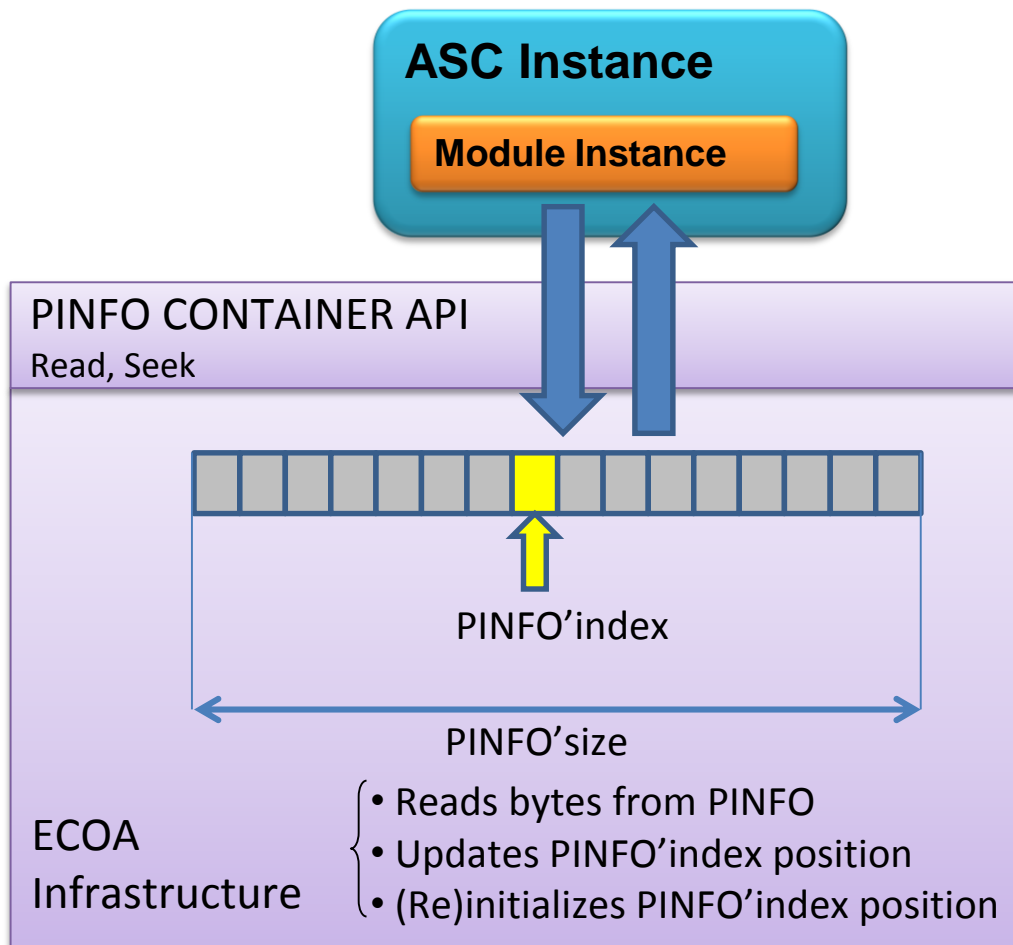 ASC Instance
Module Instance
PINFO CONTAINER API
Read, Seek
PINFO’index
PINFO’size
ECOA
Infrastructure
• Reads bytes from PINFO
• Updates PINFO’index position
• (Re)initializes PINFO’index position